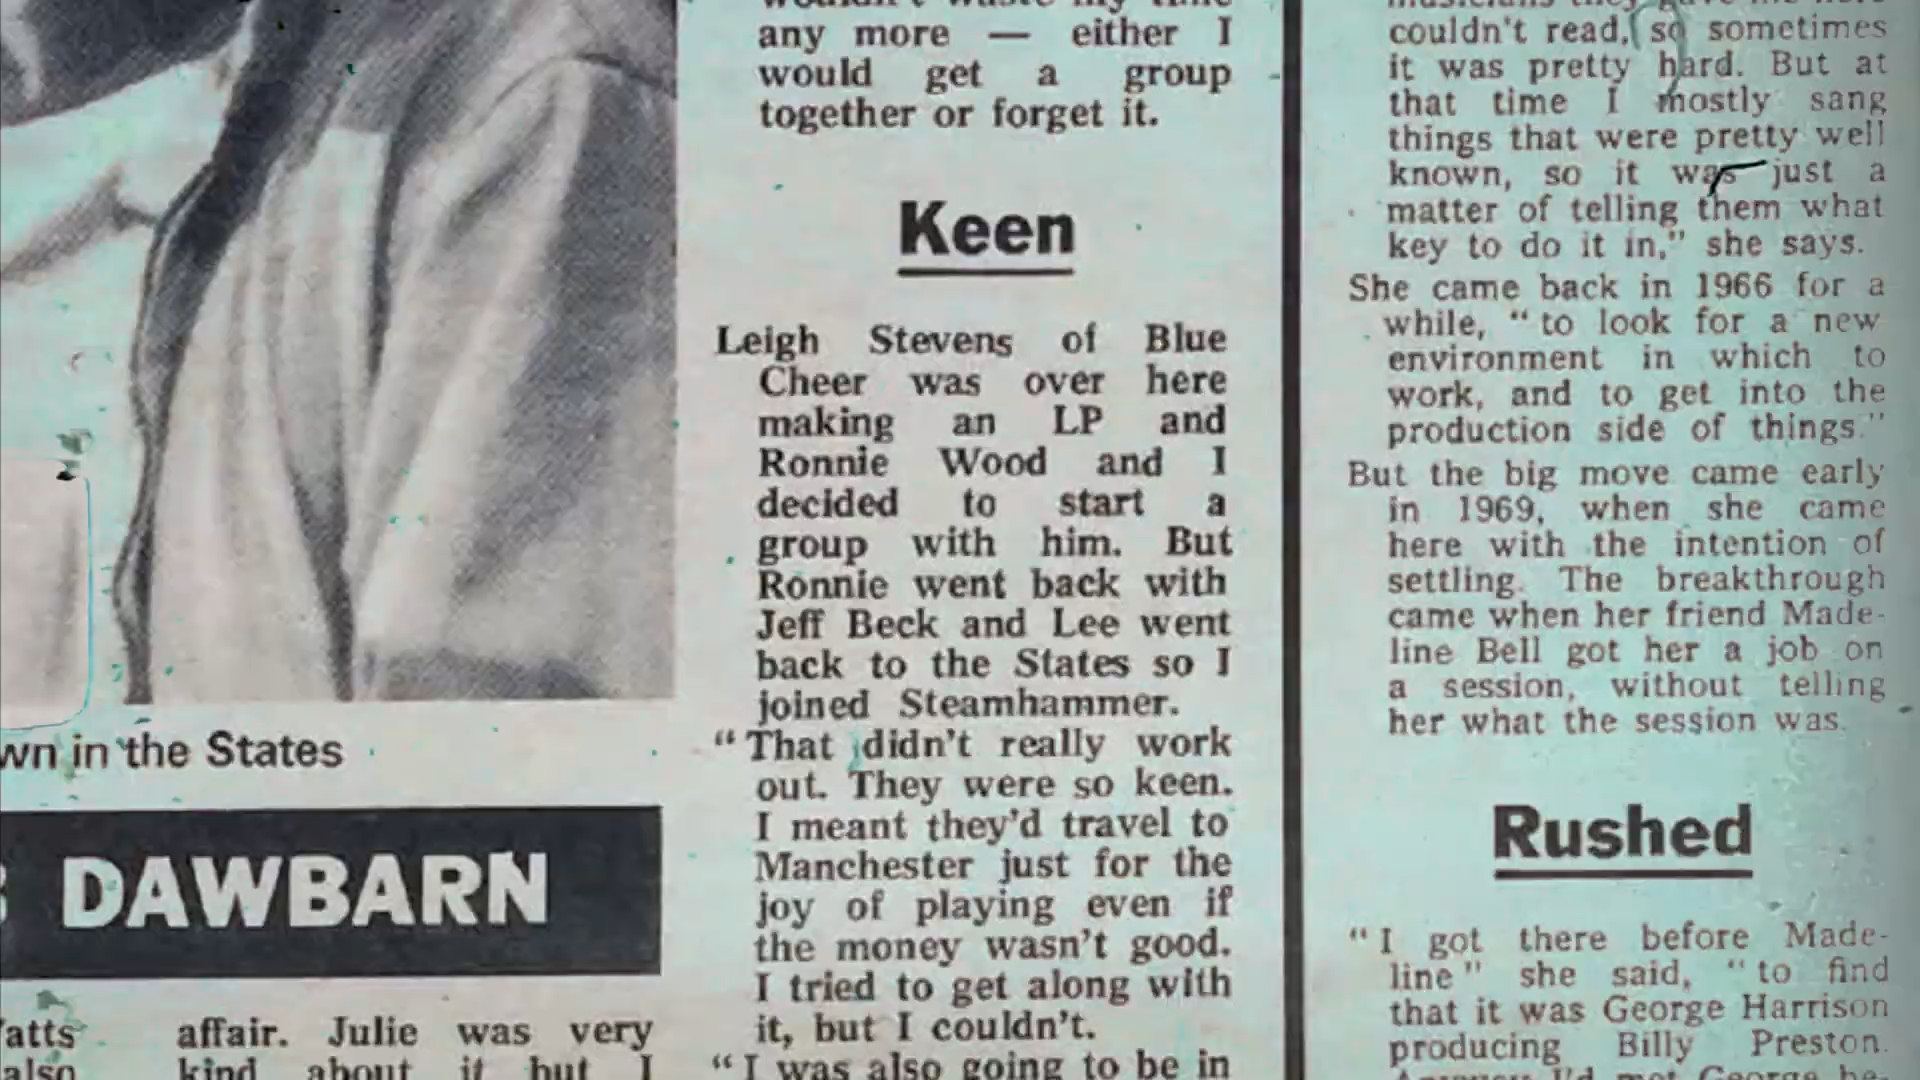 wn in the States
DAWBARN
affair. Julie was very
kind about it but I
any more — either I
would get a group
together or forget it.
Keen
Leigh Stevens of Blue
Cheer was over here
making an LP and
Ronnie Wood and I
decided to start a
group with him. But
Ronnie went back with
Jeff Beck and Lee went
back to the States so I
joined Steamhammer.
“That didn't really work
out. They were so keen.
I meant they'd travel to
Manchester just for the
joy of playing even if
the money wasn't good.
I tried to get along with
it, but I couldn't.
“I was also going to be in
couldn't read, so sometimes
it was pretty hard. But at
that time I mostly sang
things that were pretty well
known, so it was just a
matter of telling them what
key to do it in,” she says.
She came back in 1966 for a
while, “to look for a new
environment in which to
work, and to get into the
production side of things.”
But the big move came early
in 1969, when she came
here with the intention of
settling. The breakthrough
came when her friend Made-
line Bell got her a job on
a session, without telling
her what the session was.
Rushed
“I got there before Made-
line” she said, “to find
that it was George Harrison
producing Billy Preston.